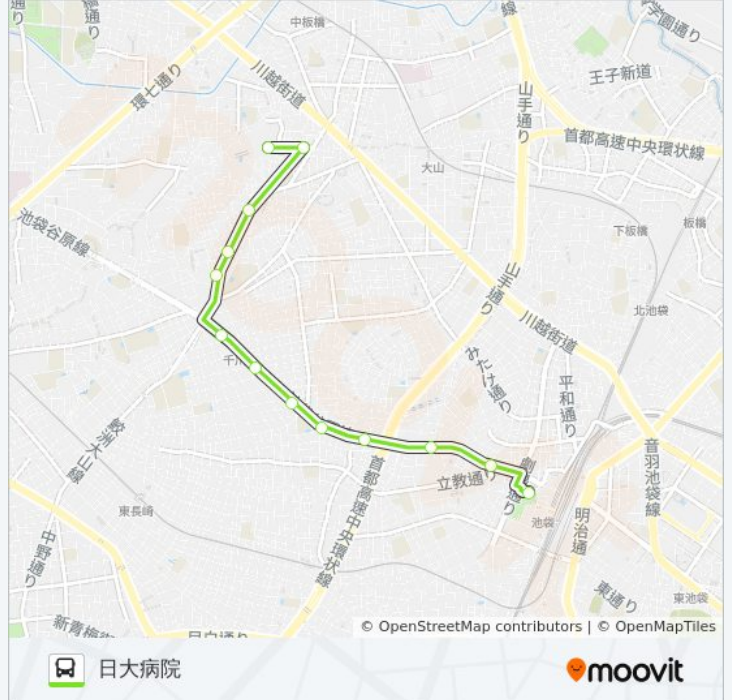 中板橋
環七通り
川越街道
山手通り
王子新道
首都高速中央環状線
大山
池袋谷原線
下板橋
板橋
山手通り
川越街道
北池袋
みたけ通り
平和通り
千川
鮫洲大山線
首都高速中央環状線
立教通り
音羽池袋線
東長崎
池袋
明治通
中野通り
東通り
東池袋
新青梅街
目白通り
© OpenStreetMap contributors | © OpenMapTiles
日大病院
moovit